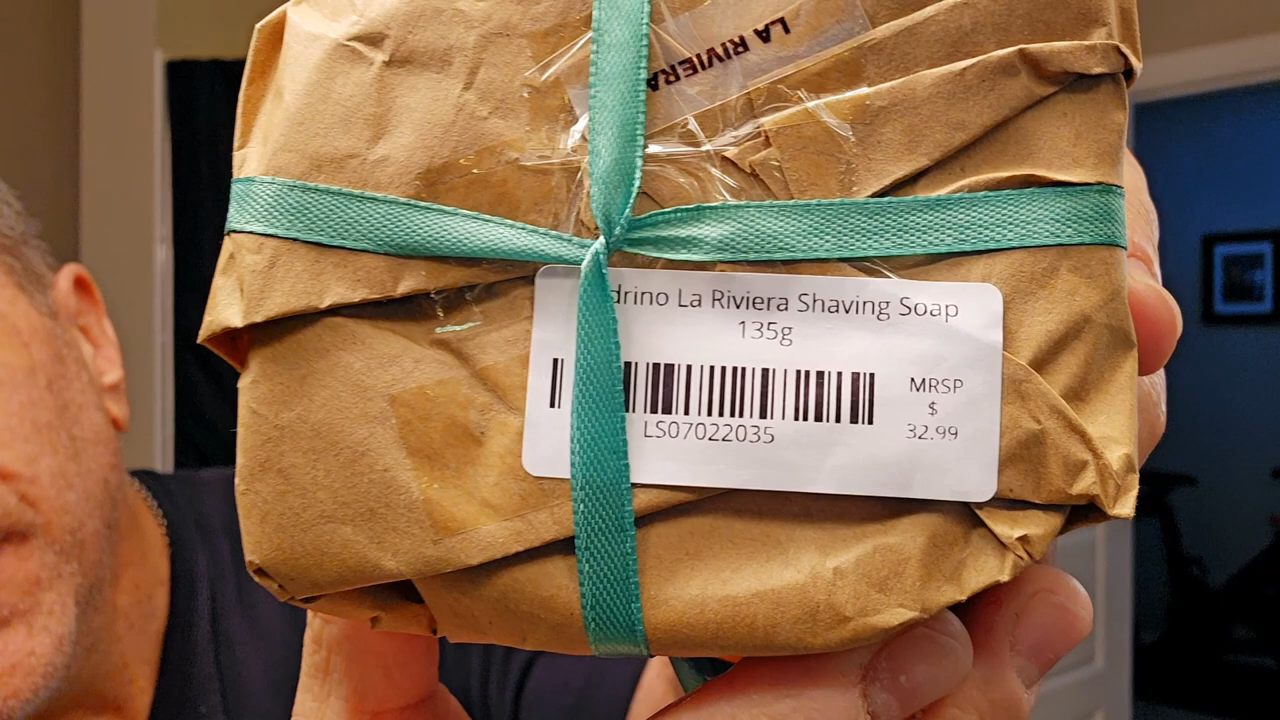 LA RIVIERA
drino La Riviera Shaving Soap
135g
LS07022035
MRSP
$
32.99